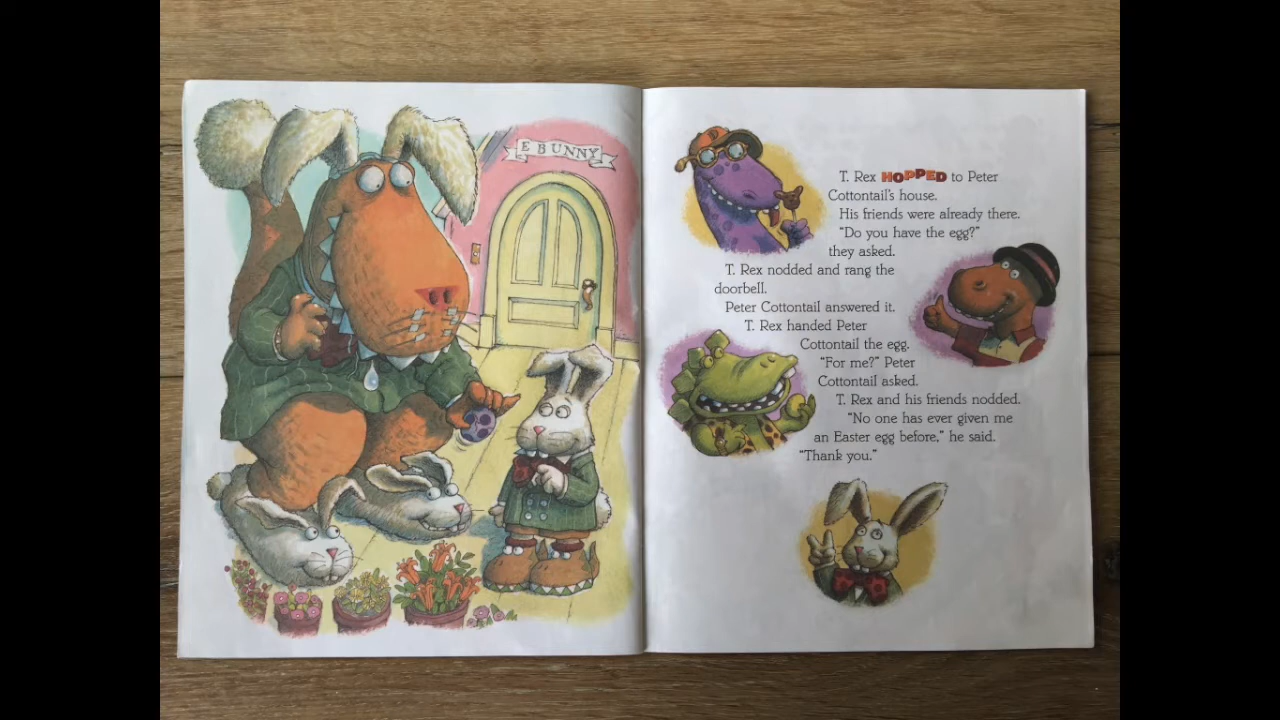 E BUNNY
T. Rex HOPPED to Peter
Cottontail's house.
His friends were already there.
"Do you have the egg?"
they asked.
T. Rex nodded and rang the
doorbell.
Peter Cottontail answered it.
T. Rex handed Peter
Cottontail the egg.
"For me?" Peter
Cottontail asked.
T. Rex and his friends nodded.
"No one has ever given me
an Easter egg before," he said.
"Thank you."